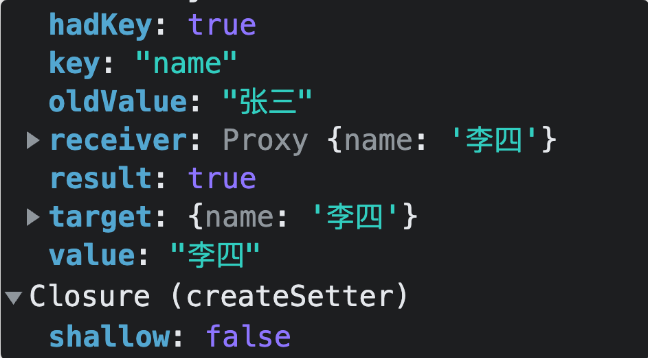 hadKey: true
key: "name"
oldValue: "张三"
receiver: Proxy {name: '李四'}
result: true
target: {name: '李四'}
value: "李四"
Closure (createSetter)
shallow: false